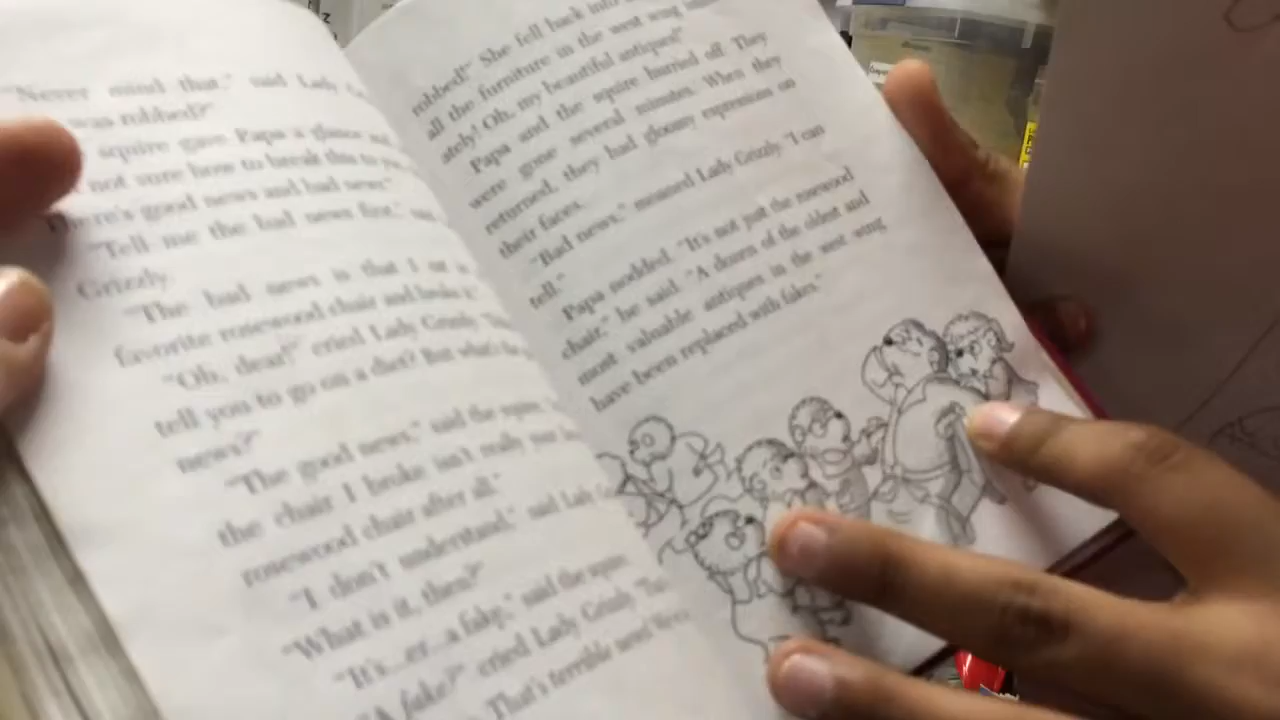 "Never mind that," said Lady
was robbed?"
squire gave Papa a glance
not sure how to break this to
There's good news and bad news."
"Tell me the bad news first,"
Grizzly.
"The bad news is that I
favorite rosewood chair and broke it."
"Oh, dear!" cried Lady Grizzly.
tell you to go on a diet? But what's the
news?"
"The good news," said the squire,
the chair I broke isn't really
rosewood chair after all."
"I don't understand," said Lady
"What is it, then?"
"It's...er...a fake," said the squire.
"A fake?" cried Lady Grizzly.
That's terrible
robbed!" She fell back into
all the furniture in the west wing
ately! Oh, my beautiful antiques!"
Papa and the squire hurried off. They
were gone several minutes. When they
returned, they had gloomy expressions on
their faces.
"Bad news," moaned Lady Grizzly. "I can
tell."
Papa nodded. "It's not just the rosewood
chair," he said. "A dozen of the oldest and
most valuable antiques in the west wing
have been replaced with fakes."